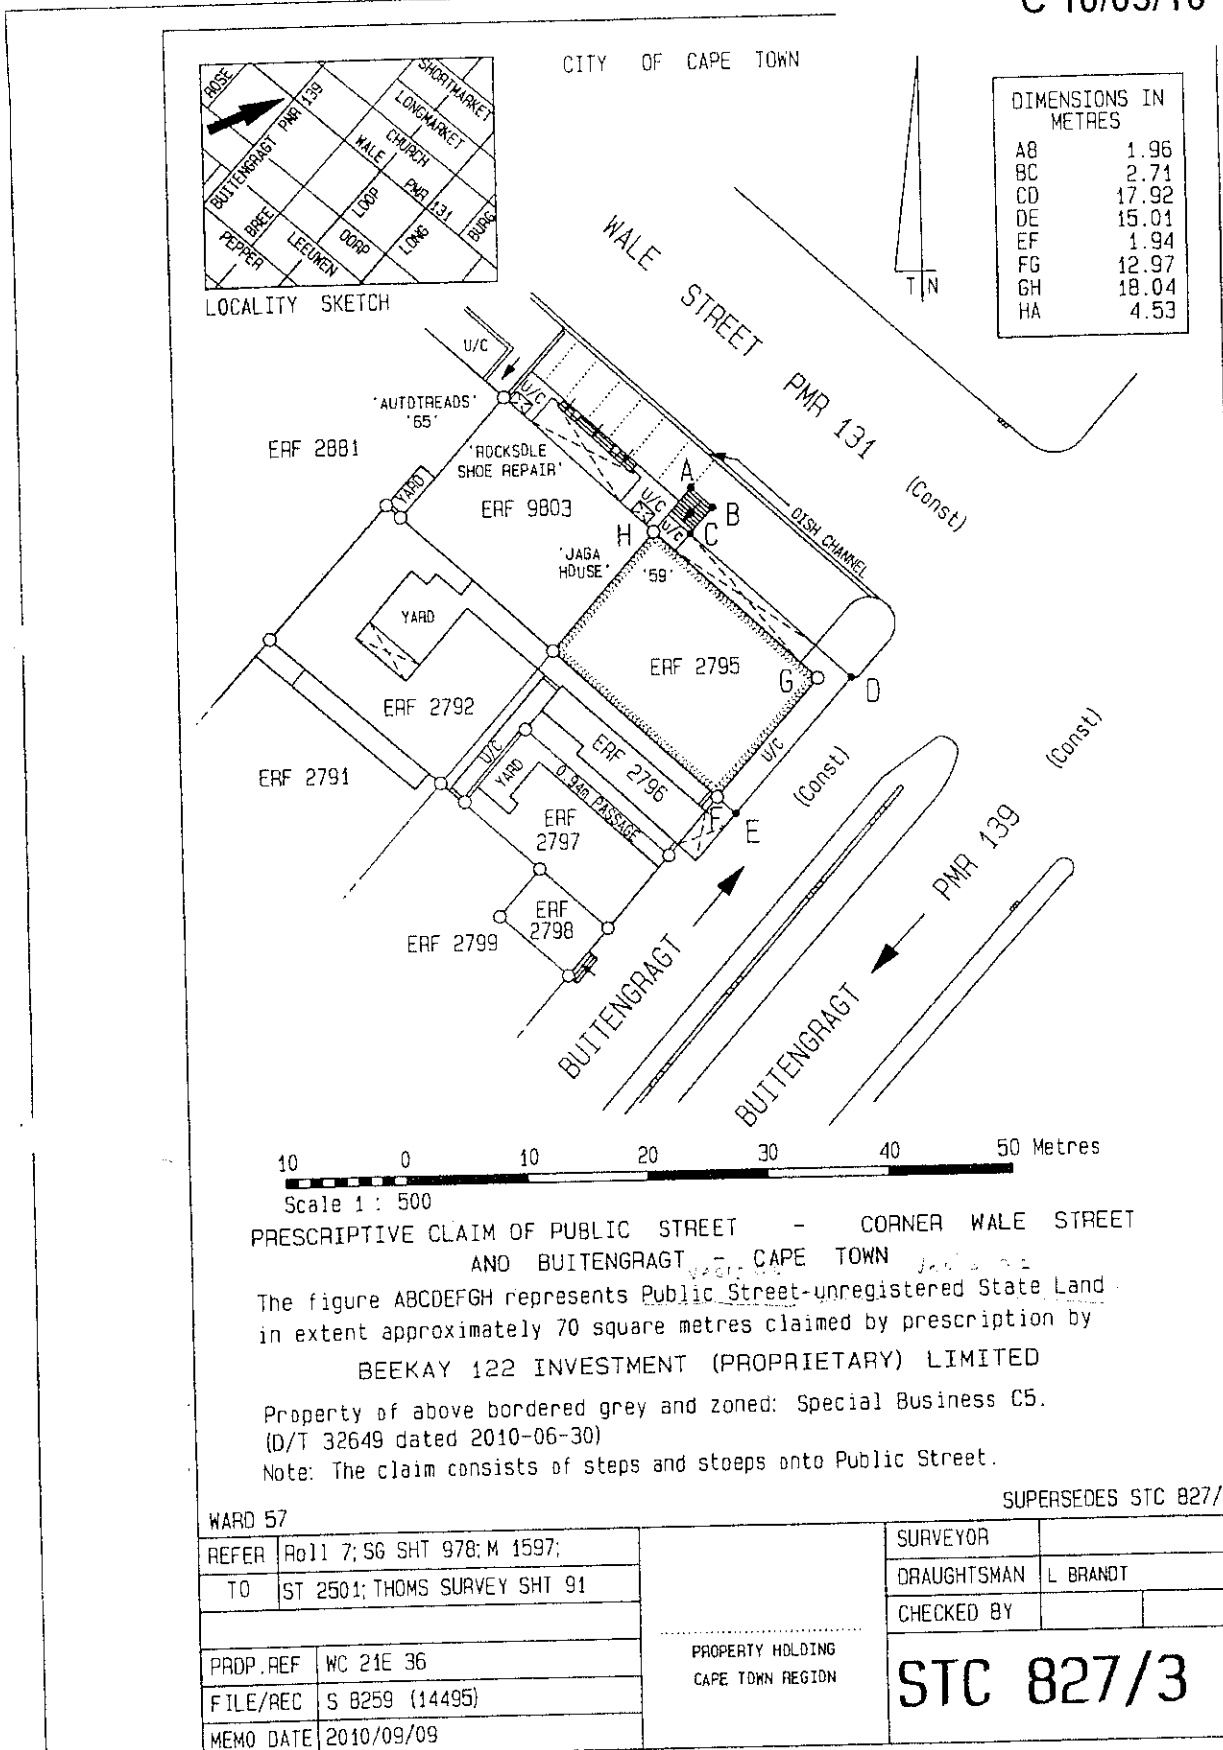 CITY OF CAPE TOWN
ROSE
SHORTMARKET
LONGMARKET
CHURCH
WALE
PMR 139
BUITENGRAGT
PMR 131
BREE
LOOP
DORP
LONG
BURG
LEEUWEN
PEPPER
LOCALITY SKETCH
T N
DIMENSIONS IN
METRES
AB 1.96
BC 2.71
CD 17.92
DE 15.01
EF 1.94
FG 12.97
GH 18.04
HA 4.53
WALE STREET PMR 131
(Const)
U/C
U/C
'AUTOTREADS'
'65'
ERF 2881
'ROCKSOLE
SHOE REPAIR'
YARD
ERF 9803
U/C
U/C
A
B
C
H
DISH CHANNEL
'JAGA
HOUSE'
'59'
YARD
ERF 2795
G
D
ERF 2792
U/C
(Const)
(Const)
ERF 2791
U/C
YARD
ERF 2796
0.94m PASSAGE
F
E
ERF
2797
ERF
2798
ERF 2799
PMR 139
BUITENGRAGT
BUITENGRAGT
10 0 10 20 30 40 50 Metres
Scale 1 : 500
PRESCRIPTIVE CLAIM OF PUBLIC STREET - CORNER WALE STREET
AND BUITENGRAGT - CAPE TOWN
The figure ABCDEFGH represents Public Street-unregistered State Land
in extent approximately 70 square metres claimed by prescription by
BEEKAY 122 INVESTMENT (PROPRIETARY) LIMITED
Property of above bordered grey and zoned: Special Business C5.
(D/T 32649 dated 2010-06-30)
Note: The claim consists of steps and stoeps onto Public Street.
SUPERSEDES STC 827/
WARD 57
REFER Roll 7; SG SHT 978; M 1597;
TO ST 2501; THOMS SURVEY SHT 91
PROP.REF WC 21E 36
FILE/REC S 8259 (14495)
MEMO DATE 2010/09/09
PROPERTY HOLDING
CAPE TOWN REGION
SURVEYOR
DRAUGHTSMAN L BRANDT
CHECKED BY
STC 827/3